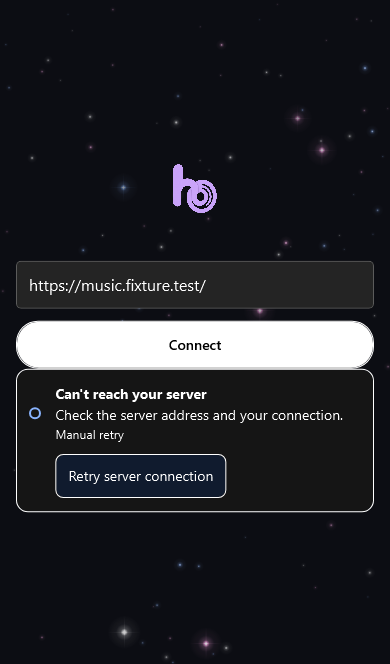 https://music.fixture.test/
Connect
Can't reach your server
Check the server address and your connection.
Manual retry
Retry server connection